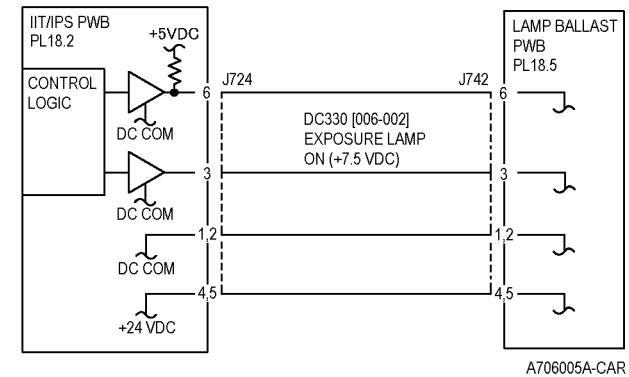 IIT/IPS PWB
PL18.2
+5VDC
CONTROL
LOGIC
DC COM
DC COM
DC COM
+24 VDC
6
3
1,2
4,5
J724
J742
DC330 [006-002]
EXPOSURE LAMP
ON (+7.5 VDC)
LAMP BALLAST
PWB
PL18.5
6
3
1,2
4,5
A706005A-CAR